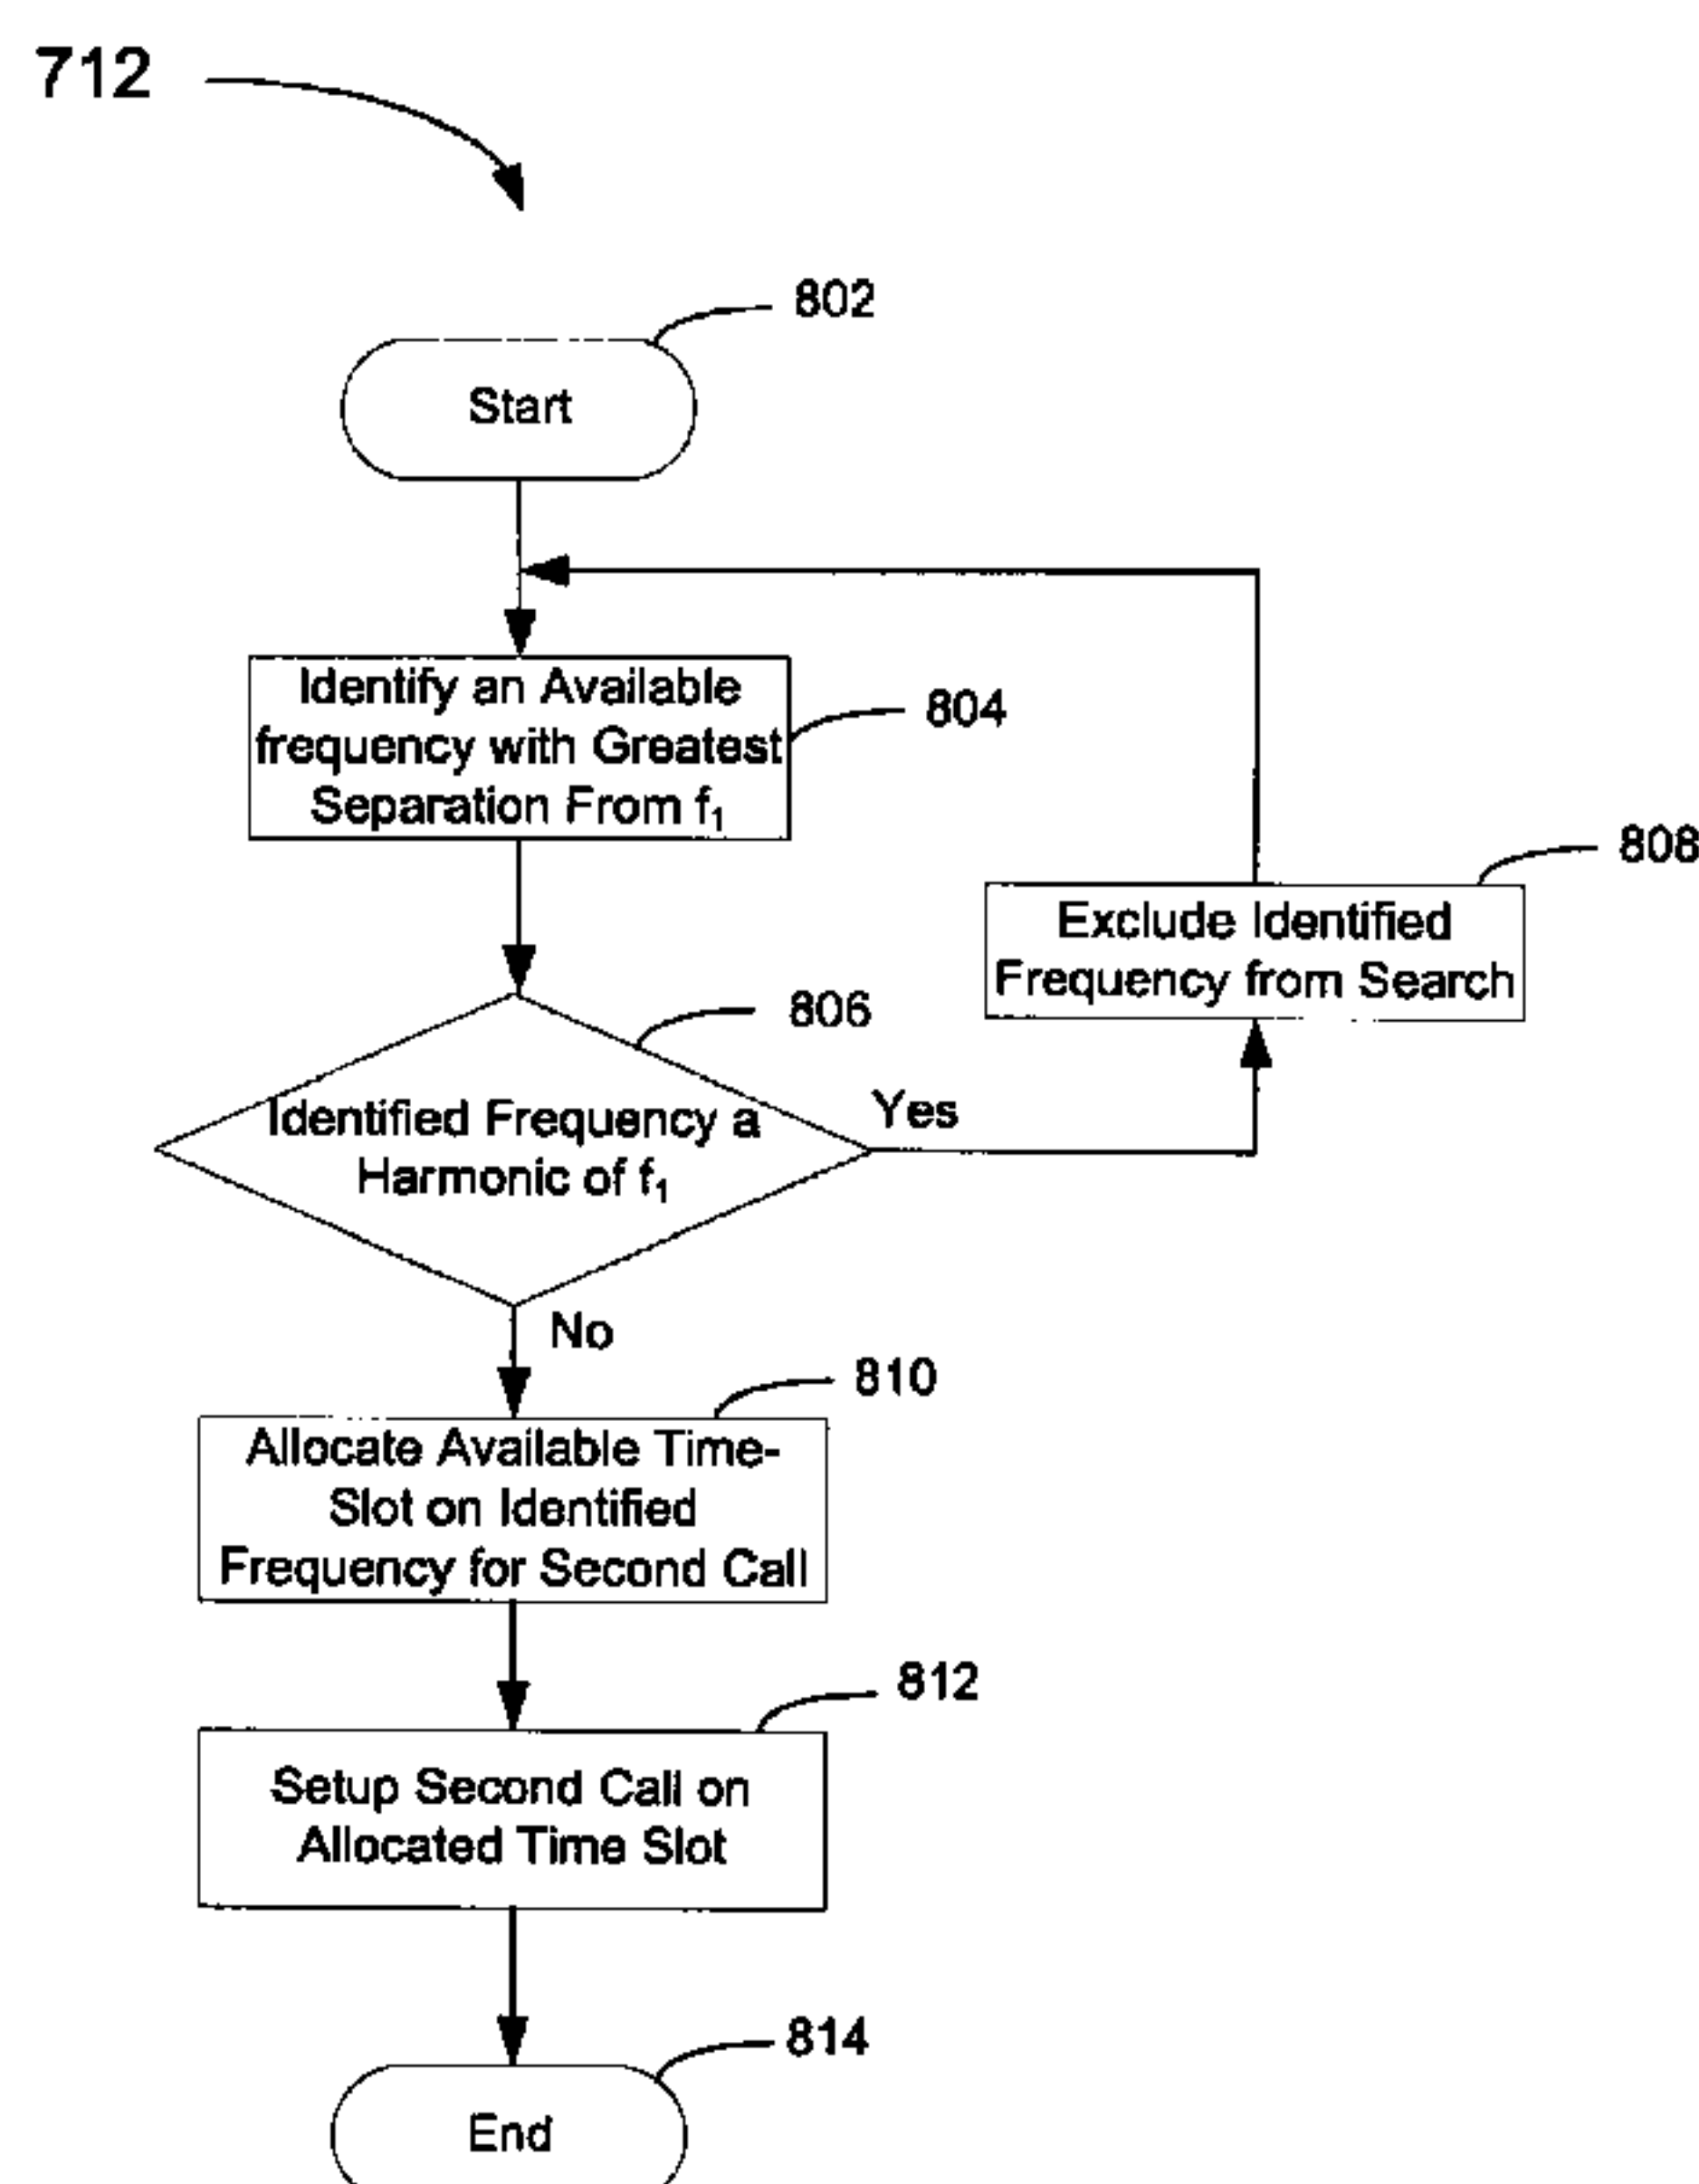 712
802
Start
Identify an Available
frequency with Greatest
Separation From f₁
804
808
Exclude Identified
Frequency from Search
806
Identified Frequency a
Harmonic of f₁
Yes
No
810
Allocate Available Time-
Slot on Identified
Frequency for Second Call
812
Setup Second Call on
Allocated Time Slot
814
End